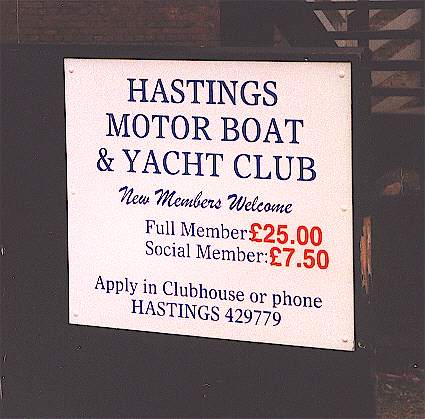 HASTINGS
MOTOR BOAT
& YACHT CLUB
New Members Welcome
Full Member:£25.00
Social Member:£7.50
Apply in Clubhouse or phone
HASTINGS 429779